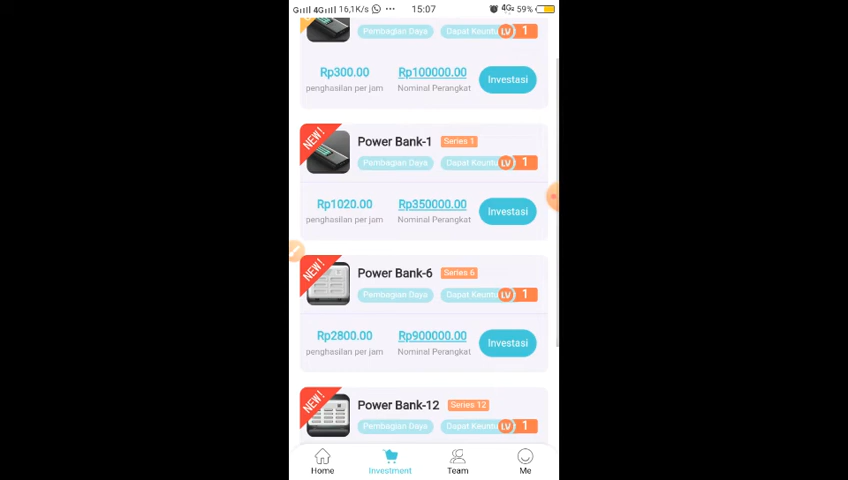 16,1K/s 15:07 4G 59%
Pembagian Daya Dapat Keuntu LV 1
Rp300.00 Rp100000.00 Investasi
penghasilan per jam Nominal Perangkat
NEW! Power Bank-1 Series 1
Pembagian Daya Dapat Keuntu LV 1
Rp1020.00 Rp350000.00 Investasi
penghasilan per jam Nominal Perangkat
NEW! Power Bank-6 Series 6
Pembagian Daya Dapat Keuntu LV 1
Rp2800.00 Rp900000.00 Investasi
penghasilan per jam Nominal Perangkat
NEW! Power Bank-12 Series 12
Pembagian Daya Dapat Keuntu LV 1
Home Investment Team Me